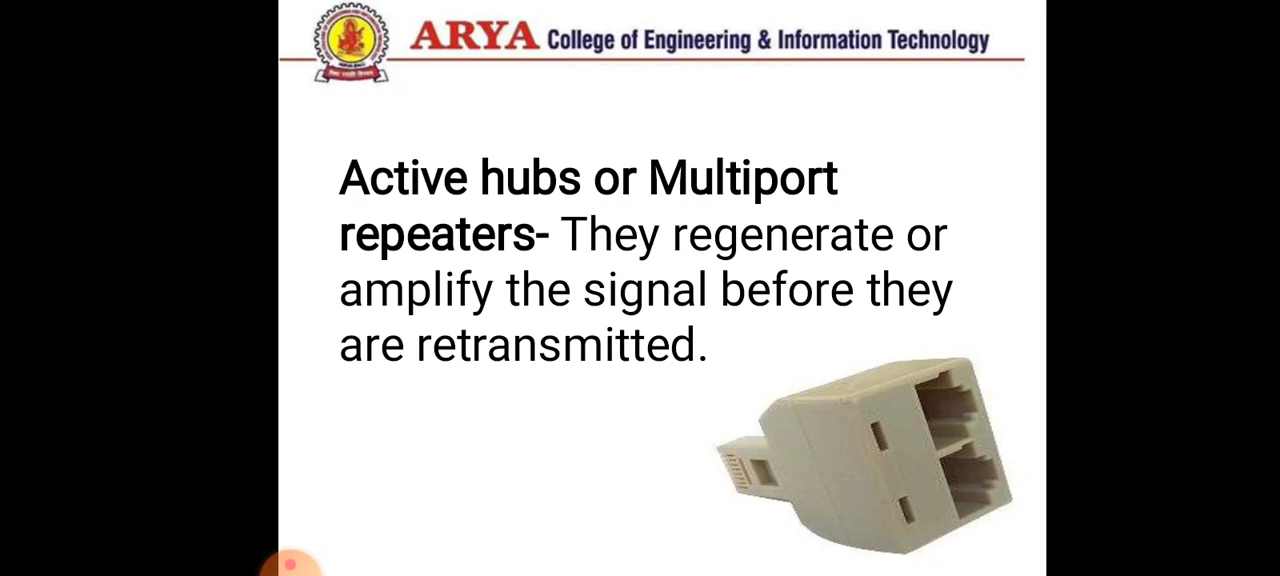 ARYA College of Engineering & Information Technology
Active hubs or Multiport
repeaters- They regenerate or
amplify the signal before they
are retransmitted.